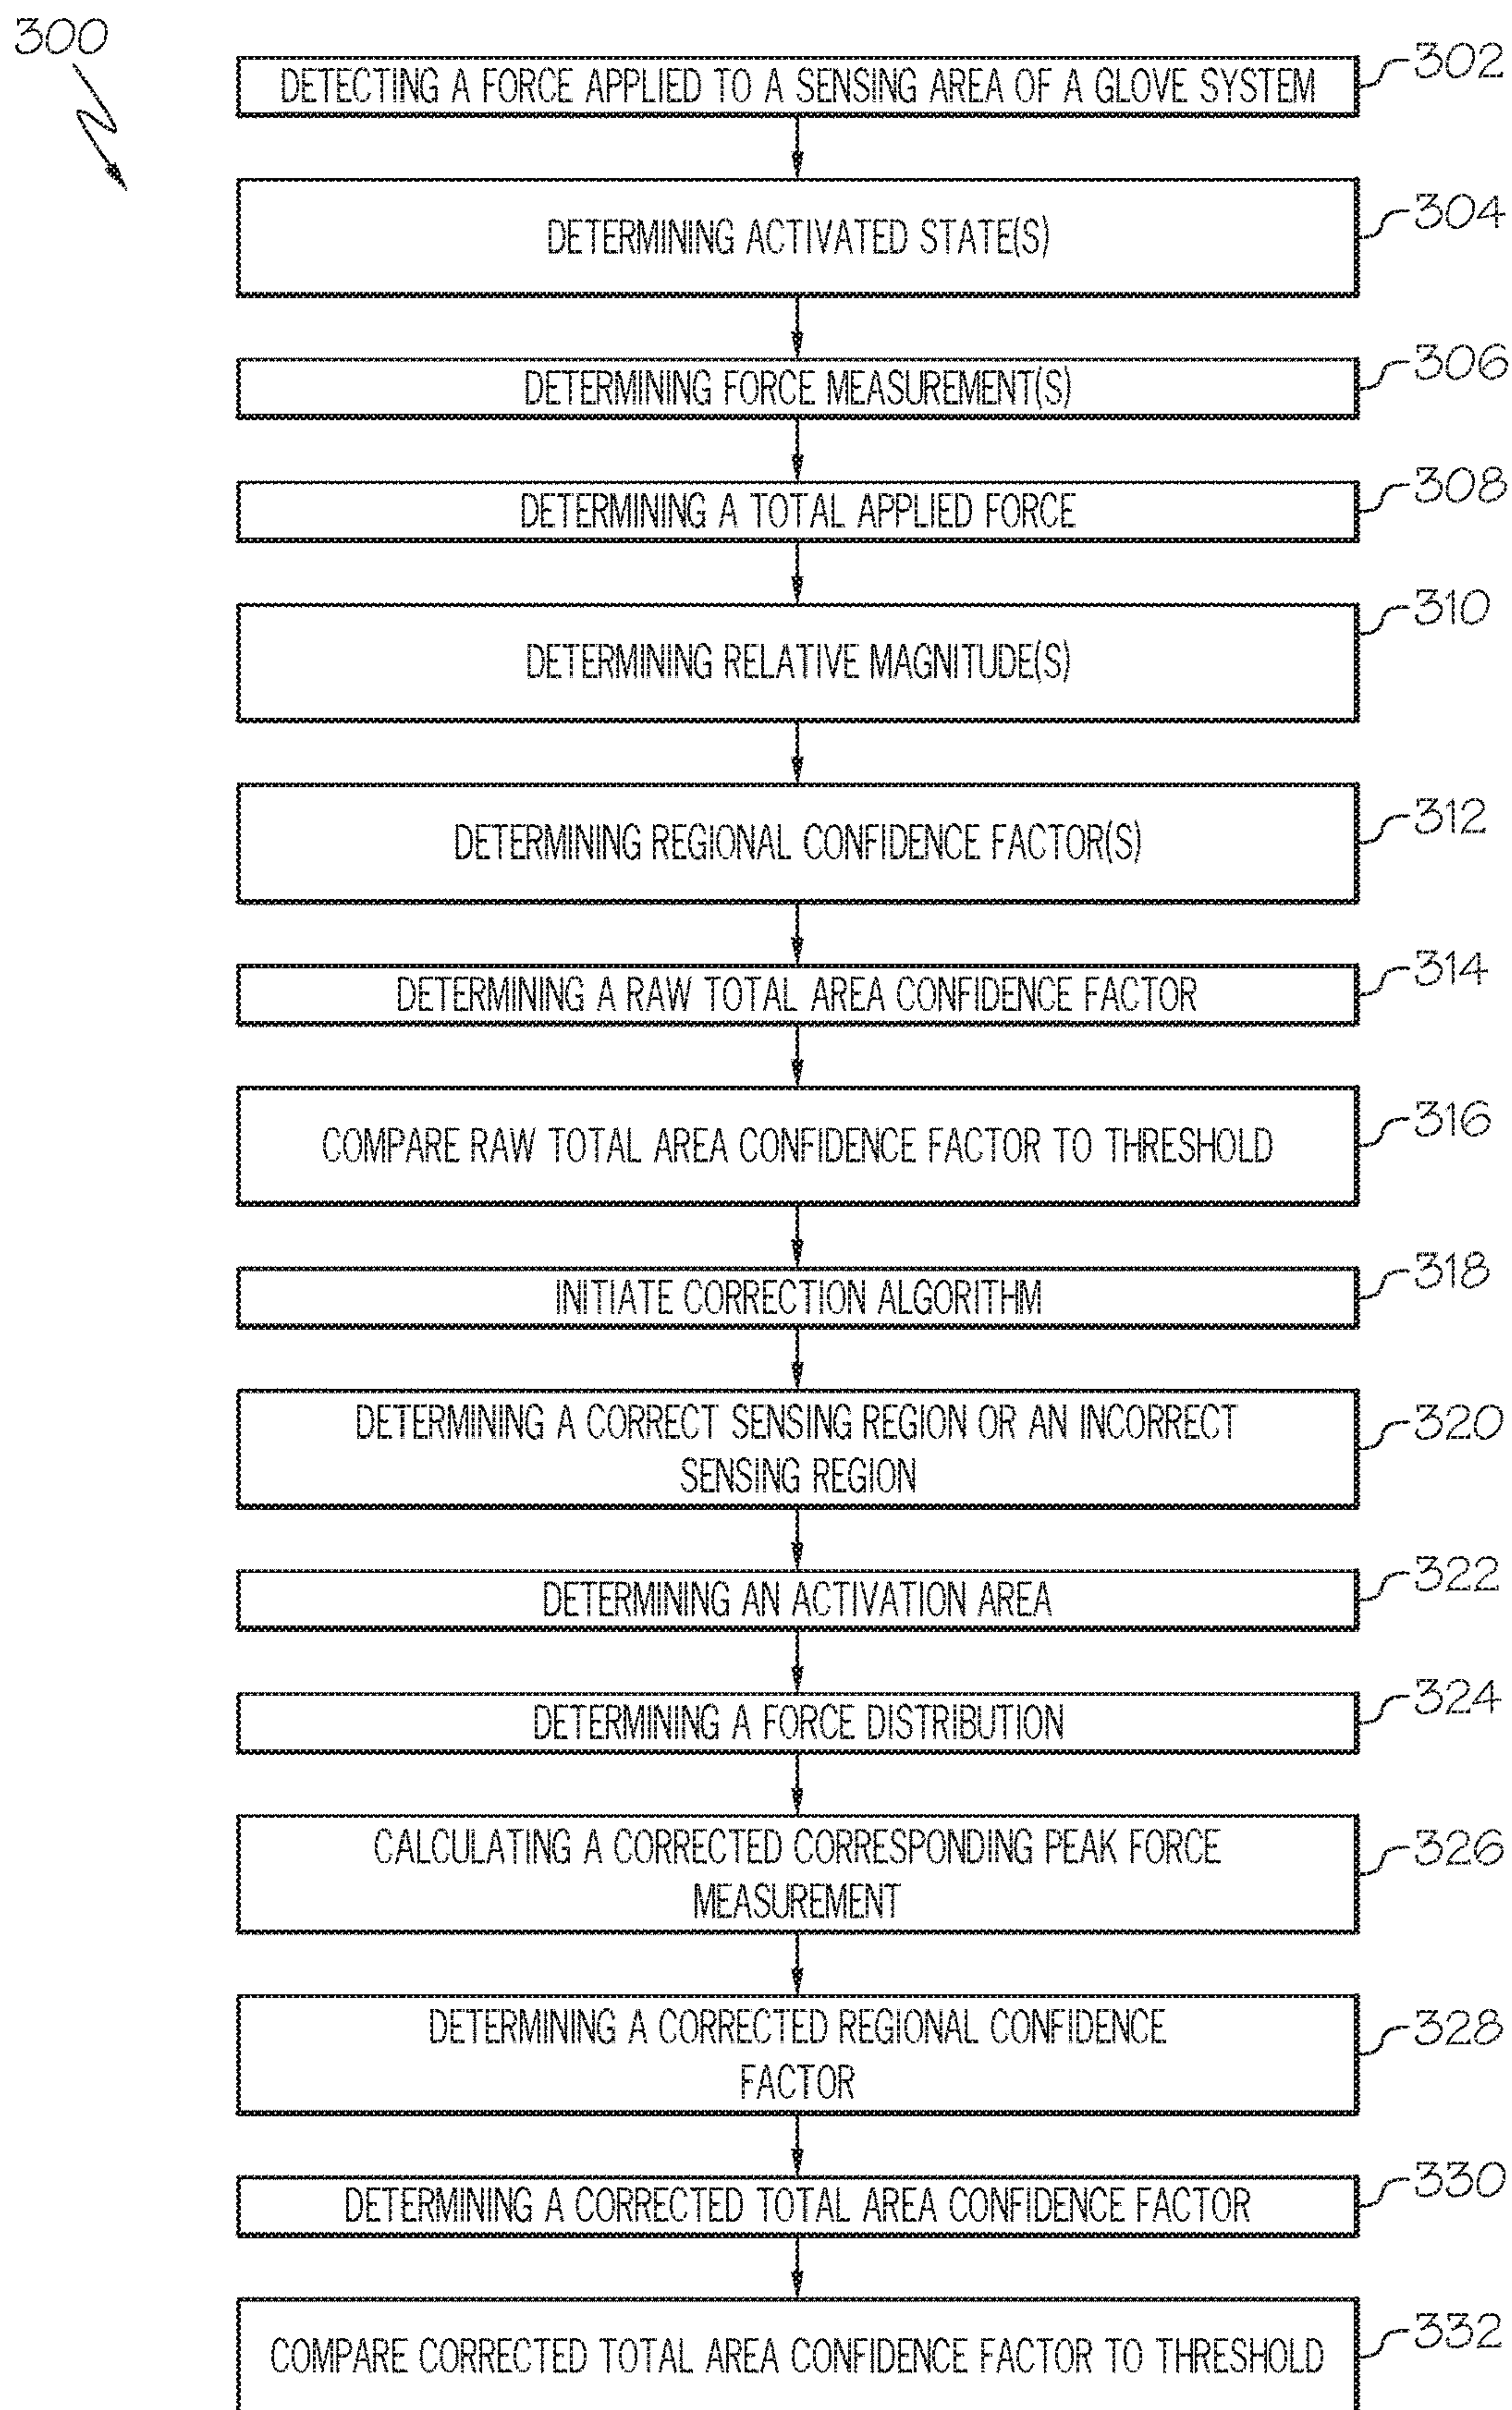 300
DETECTING A FORCE APPLIED TO A SENSING AREA OF A GLOVE SYSTEM
302
DETERMINING ACTIVATED STATE(S)
304
DETERMINING FORCE MEASUREMENT(S)
306
DETERMINING A TOTAL APPLIED FORCE
308
DETERMINING RELATIVE MAGNITUDE(S)
310
DETERMINING REGIONAL CONFIDENCE FACTOR(S)
312
DETERMINING A RAW TOTAL AREA CONFIDENCE FACTOR
314
COMPARE RAW TOTAL AREA CONFIDENCE FACTOR TO THRESHOLD
316
INITIATE CORRECTION ALGORITHM
318
DETERMINING A CORRECT SENSING REGION OR AN INCORRECT
SENSING REGION
320
DETERMINING AN ACTIVATION AREA
322
DETERMINING A FORCE DISTRIBUTION
324
CALCULATING A CORRECTED CORRESPONDING PEAK FORCE
MEASUREMENT
326
DETERMINING A CORRECTED REGIONAL CONFIDENCE
FACTOR
328
DETERMINING A CORRECTED TOTAL AREA CONFIDENCE FACTOR
330
COMPARE CORRECTED TOTAL AREA CONFIDENCE FACTOR TO THRESHOLD
332